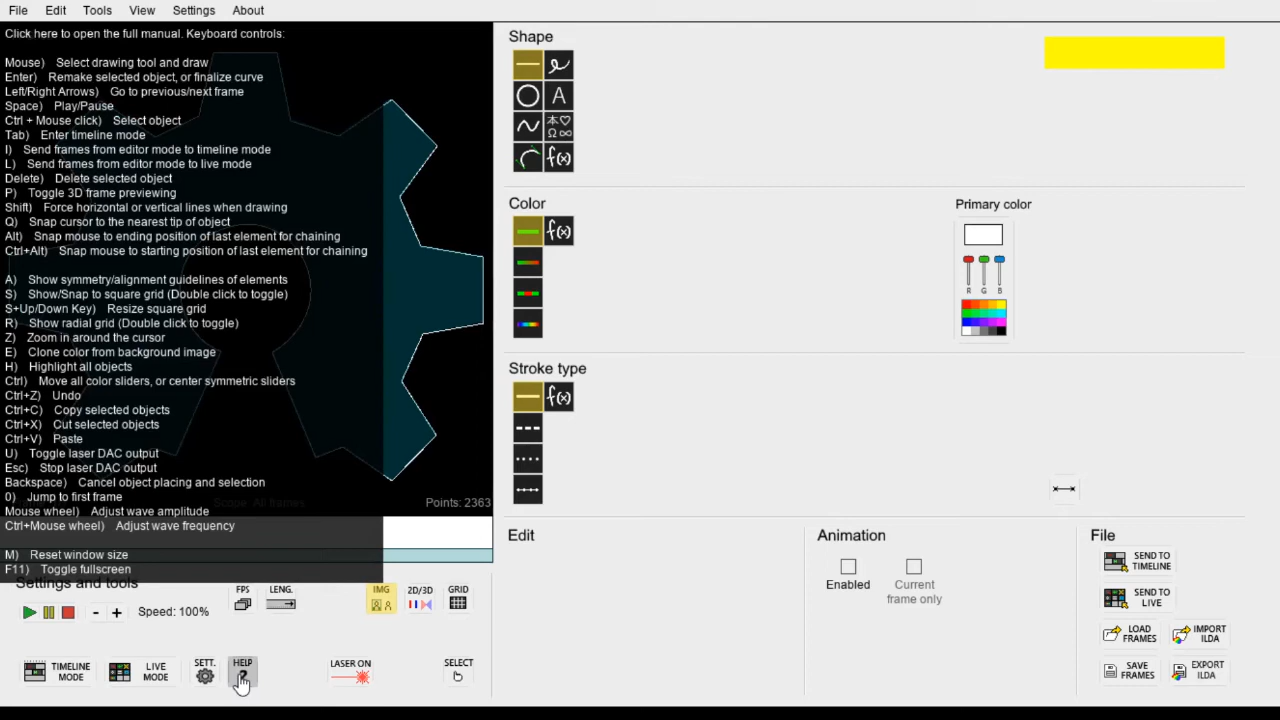 File Edit Tools View Settings About
Click here to open the full manual. Keyboard controls:
Mouse) Select drawing tool and draw
Enter) Remake selected object, or finalize curve
Left/Right Arrows) Go to previous/next frame
Space) Play/Pause
Ctrl + Mouse click) Select object
Tab) Enter timeline mode
I) Send frames from editor mode to timeline mode
L) Send frames from editor mode to live mode
Delete) Delete selected object
P) Toggle 3D frame previewing
Shift) Force horizontal or vertical lines when drawing
Q) Snap cursor to the nearest tip of object
Alt) Snap mouse to ending position of last element for chaining
Ctrl+Alt) Snap mouse to starting position of last element for chaining
A) Show symmetry/alignment guidelines of elements
S) Show/Snap to square grid (Double click to toggle)
S+Up/Down Key) Resize square grid
R) Show radial grid (Double click to toggle)
Z) Zoom in around the cursor
E) Clone color from background image
H) Highlight all objects
Ctrl) Move all color sliders, or center symmetric sliders
Ctrl+Z) Undo
Ctrl+C) Copy selected objects
Ctrl+X) Cut selected objects
Ctrl+V) Paste
U) Toggle laser DAC output
Esc) Stop laser DAC output
Backspace) Cancel object placing and selection
0) Jump to first frame
Scope: All frames
Points: 2363
Mouse wheel) Adjust wave amplitude
Ctrl+Mouse wheel) Adjust wave frequency
M) Reset window size
F11) Toggle fullscreen
Settings and tools
Speed: 100%
FPS
LENG.
IMG
2D/3D
GRID
TIMELINE MODE
LIVE MODE
SETT.
HELP
?
LASER ON
SELECT
Shape
A
本♡
Ω∞
f(x)
Color
f(x)
Primary color
R G B
Stroke type
f(x)
Edit
Animation
Enabled
Current frame only
File
SEND TO TIMELINE
SEND TO LIVE
LOAD FRAMES
IMPORT ILDA
SAVE FRAMES
EXPORT ILDA